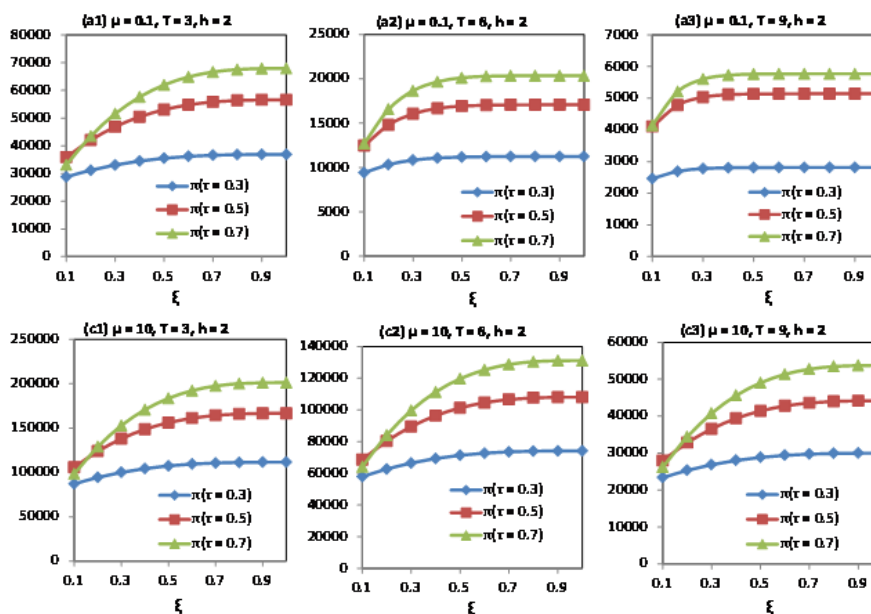 (a1) μ = 0.1, T = 3, h = 2
80000
70000
60000
50000
40000
30000
20000
10000
0
0.1 0.3 0.5 0.7 0.9
ξ
π(τ = 0.3)
π(τ = 0.5)
π(τ = 0.7)
(a2) μ = 0.1, T = 6, h = 2
25000
20000
15000
10000
5000
0
0.1 0.3 0.5 0.7 0.9
ξ
π(τ = 0.3)
π(τ = 0.5)
π(τ = 0.7)
(a3) μ = 0.1, T = 9, h = 2
7000
6000
5000
4000
3000
2000
1000
0
0.1 0.3 0.5 0.7 0.9
ξ
π(τ = 0.3)
π(τ = 0.5)
π(τ = 0.7)
(c1) μ = 10, T = 3, h = 2
250000
200000
150000
100000
50000
0
0.1 0.3 0.5 0.7 0.9
ξ
π(τ = 0.3)
π(τ = 0.5)
π(τ = 0.7)
(c2) μ = 10, T = 6, h = 2
140000
120000
100000
80000
60000
40000
20000
0
0.1 0.3 0.5 0.7 0.9
ξ
π(τ = 0.3)
π(τ = 0.5)
π(τ = 0.7)
(c3) μ = 10, T = 9, h = 2
60000
50000
40000
30000
20000
10000
0
0.1 0.3 0.5 0.7 0.9
ξ
π(τ = 0.3)
π(τ = 0.5)
π(τ = 0.7)